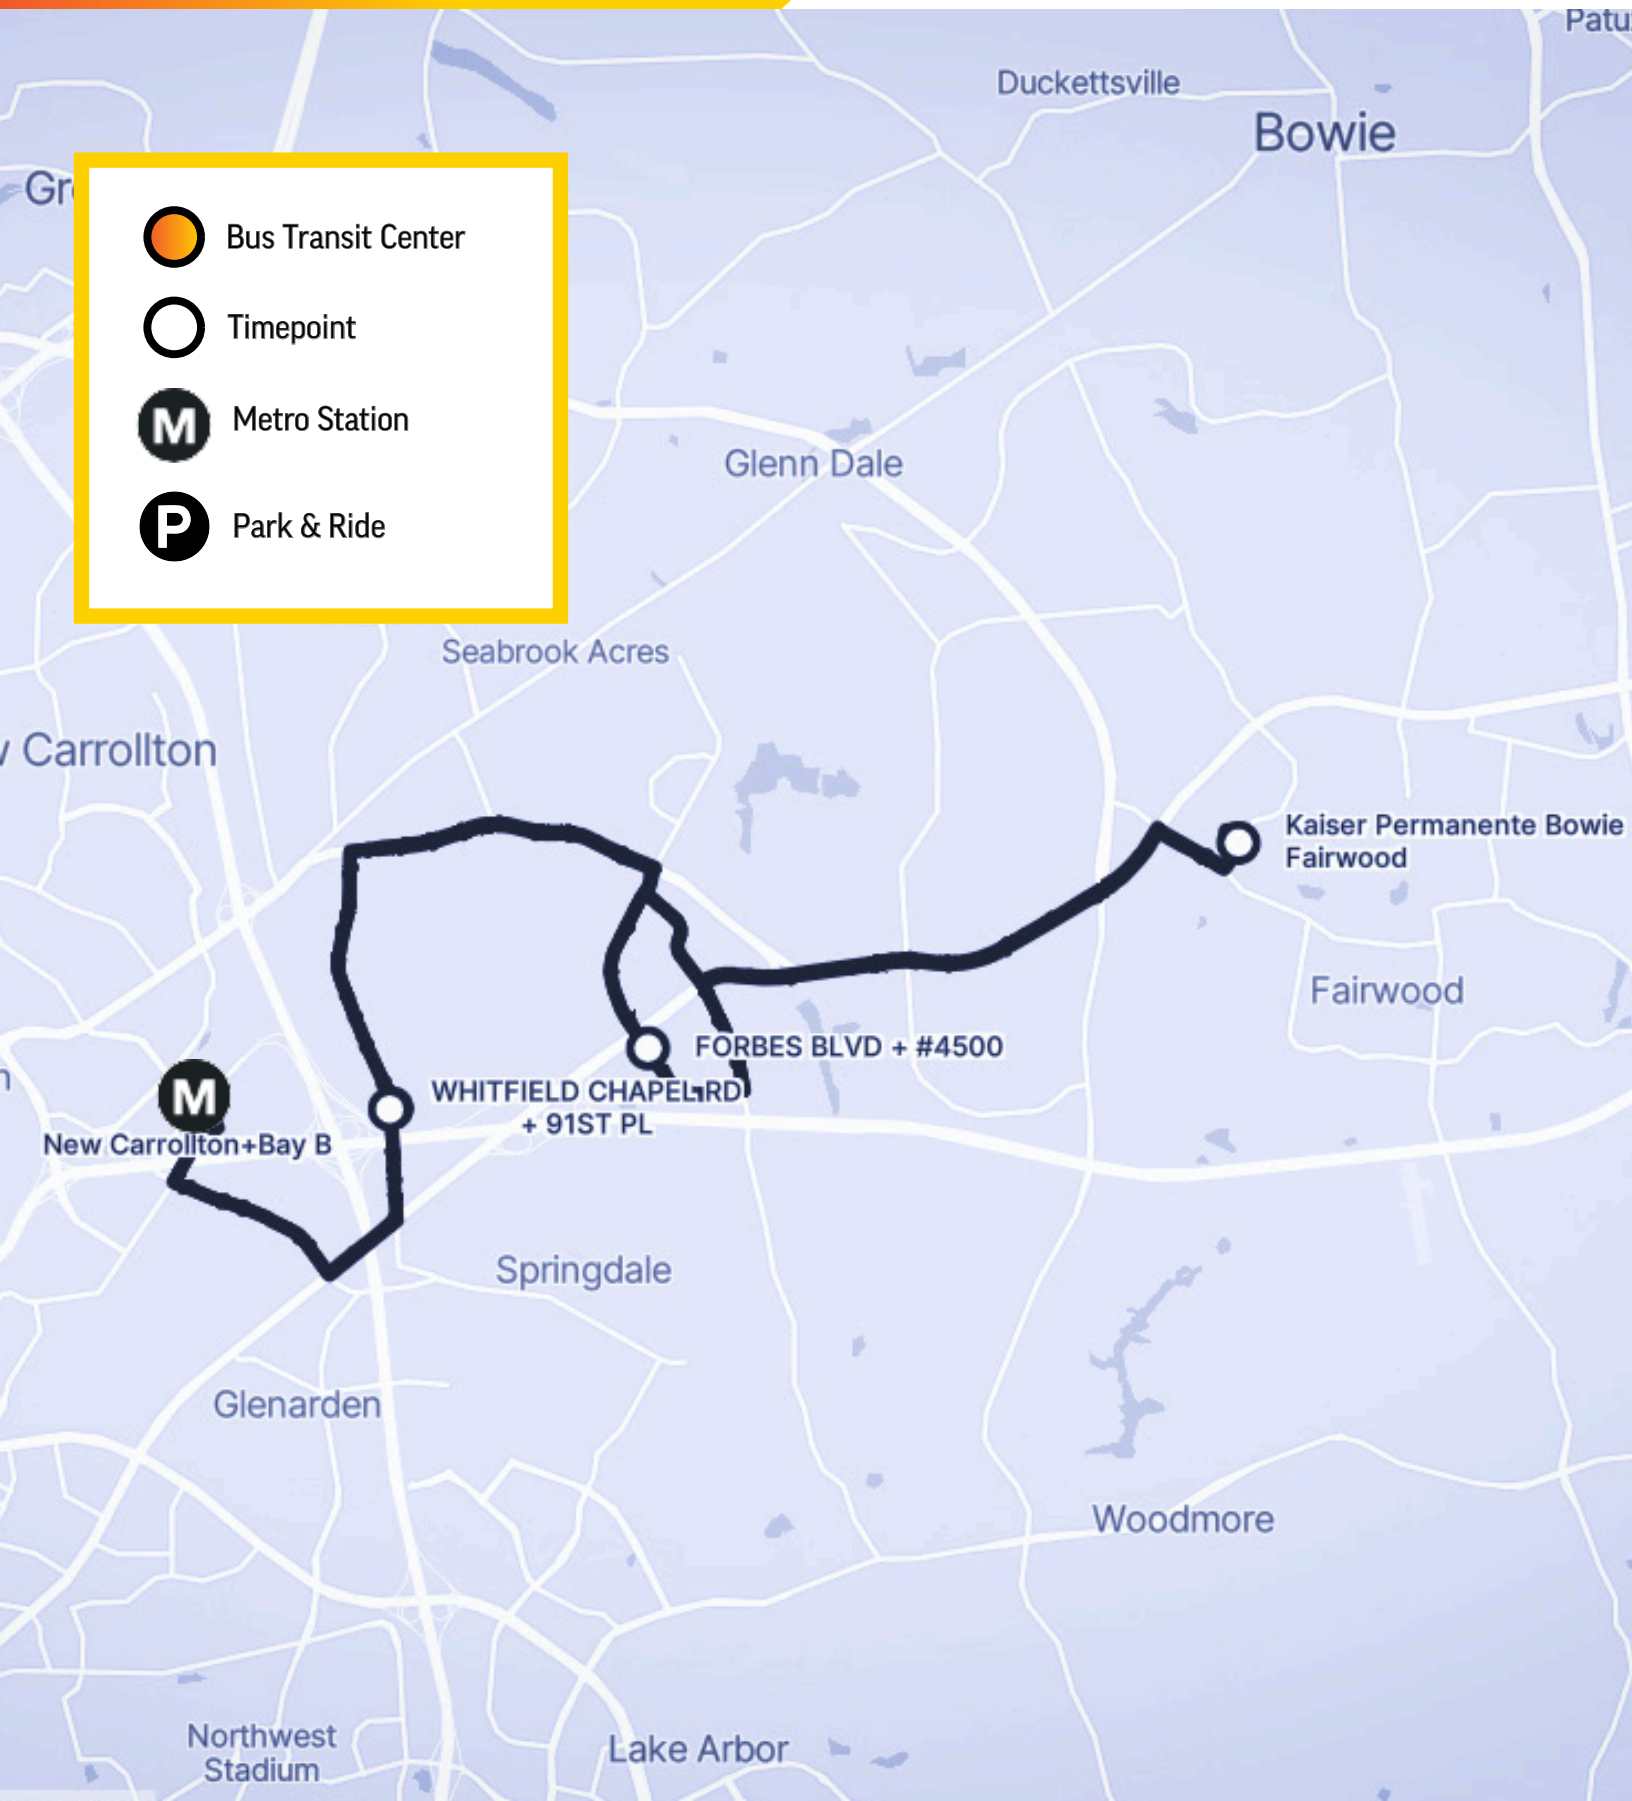 Patu
Duckettsville
Bowie
Gr
Bus Transit Center
Timepoint
M
Metro Station
P
Park & Ride
Glenn Dale
Seabrook Acres
Carrollton
Kaiser Permanente Bowie
Fairwood
Fairwood
FORBES BLVD + #4500
WHITFIELD CHAPEL RD
+ 91ST PL
M
New Carrollton+Bay B
Springdale
Glenarden
Woodmore
Northwest
Stadium
Lake Arbor